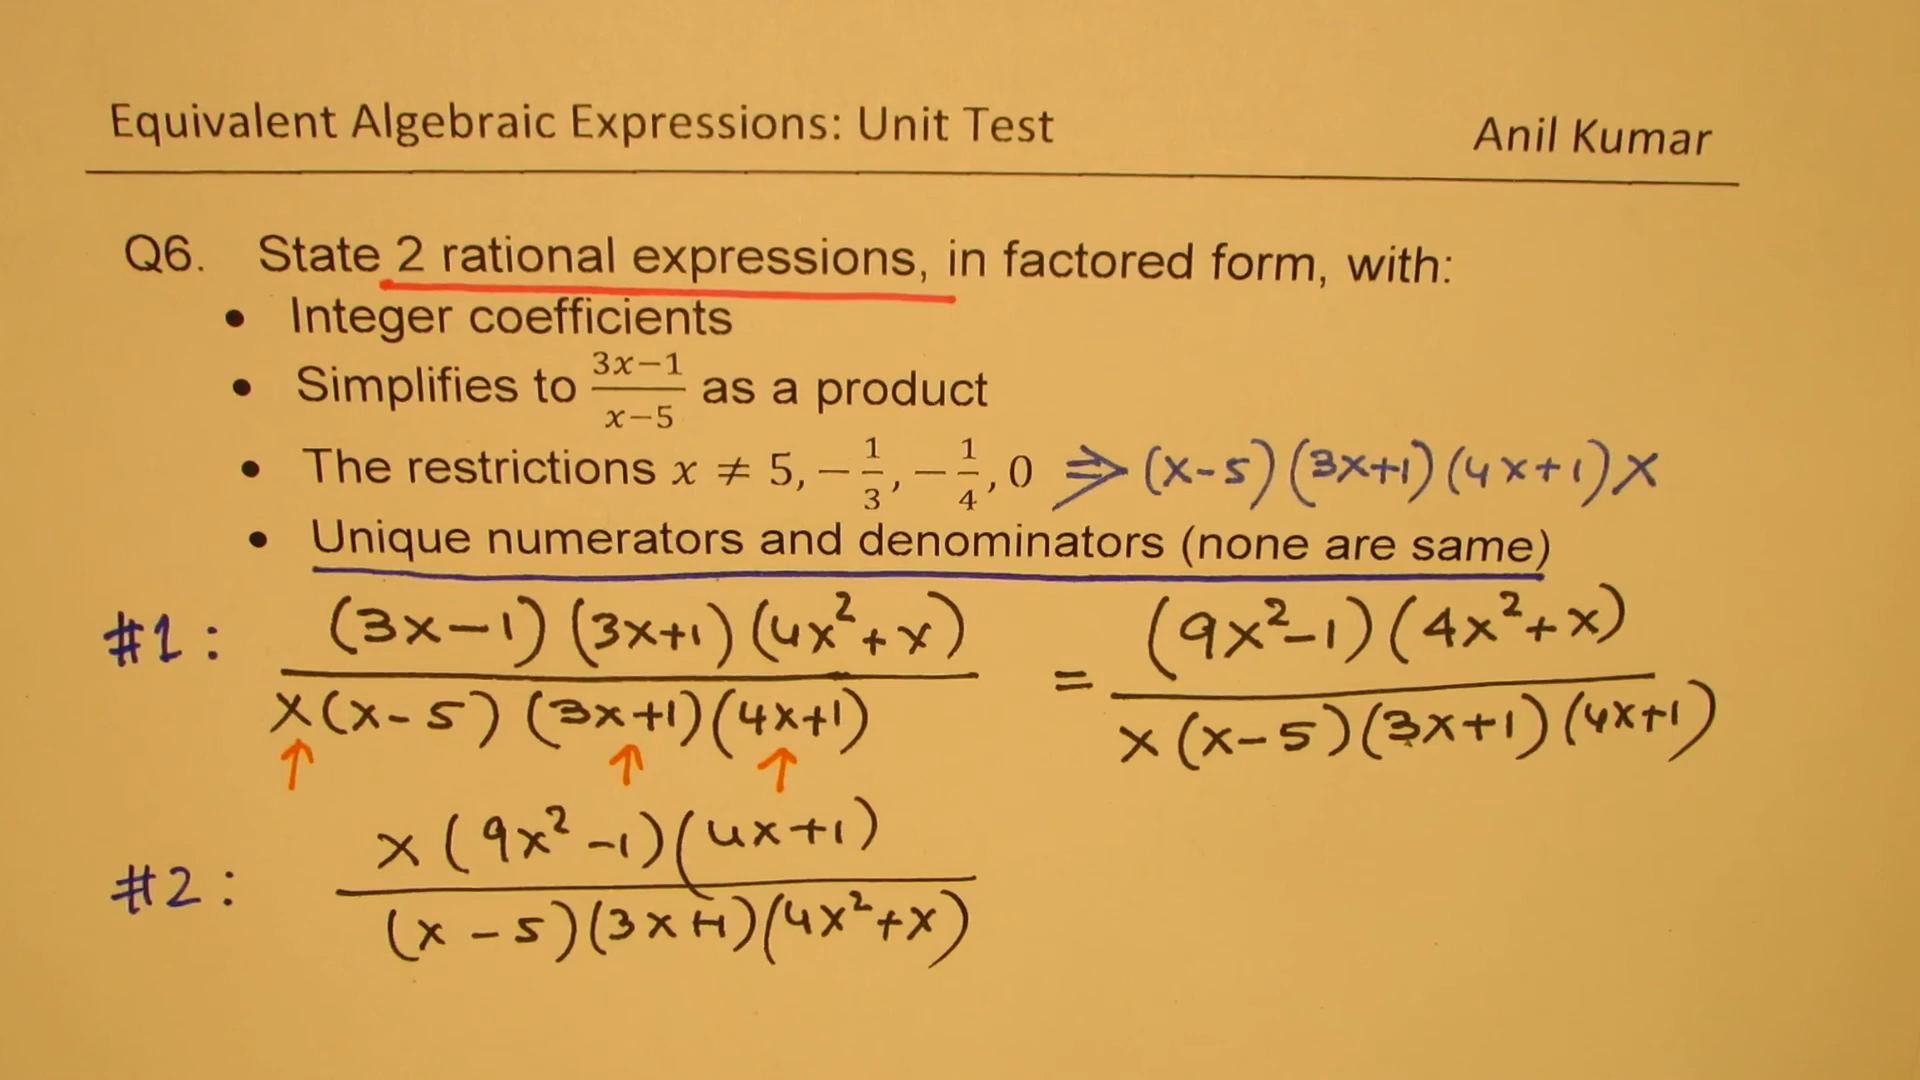 Equivalent Algebraic Expressions: Unit Test Anil Kumar
Q6. State 2 rational expressions, in factored form, with:
• Integer coefficients
• Simplifies to (3x−1)/(x−5) as a product
• The restrictions x ≠ 5, −1/3, −1/4, 0 ⇒ (x-5)(3x+1)(4x+1)x
• Unique numerators and denominators (none are same)
#1: (3x-1)(3x+1)(4x²+x) / x(x-5)(3x+1)(4x+1) = (9x²-1)(4x²+x) / x(x-5)(3x+1)(4x+1)
↑ ↑ ↑
#2: x(9x²-1)(4x+1) / (x-5)(3x+1)(4x²+x)